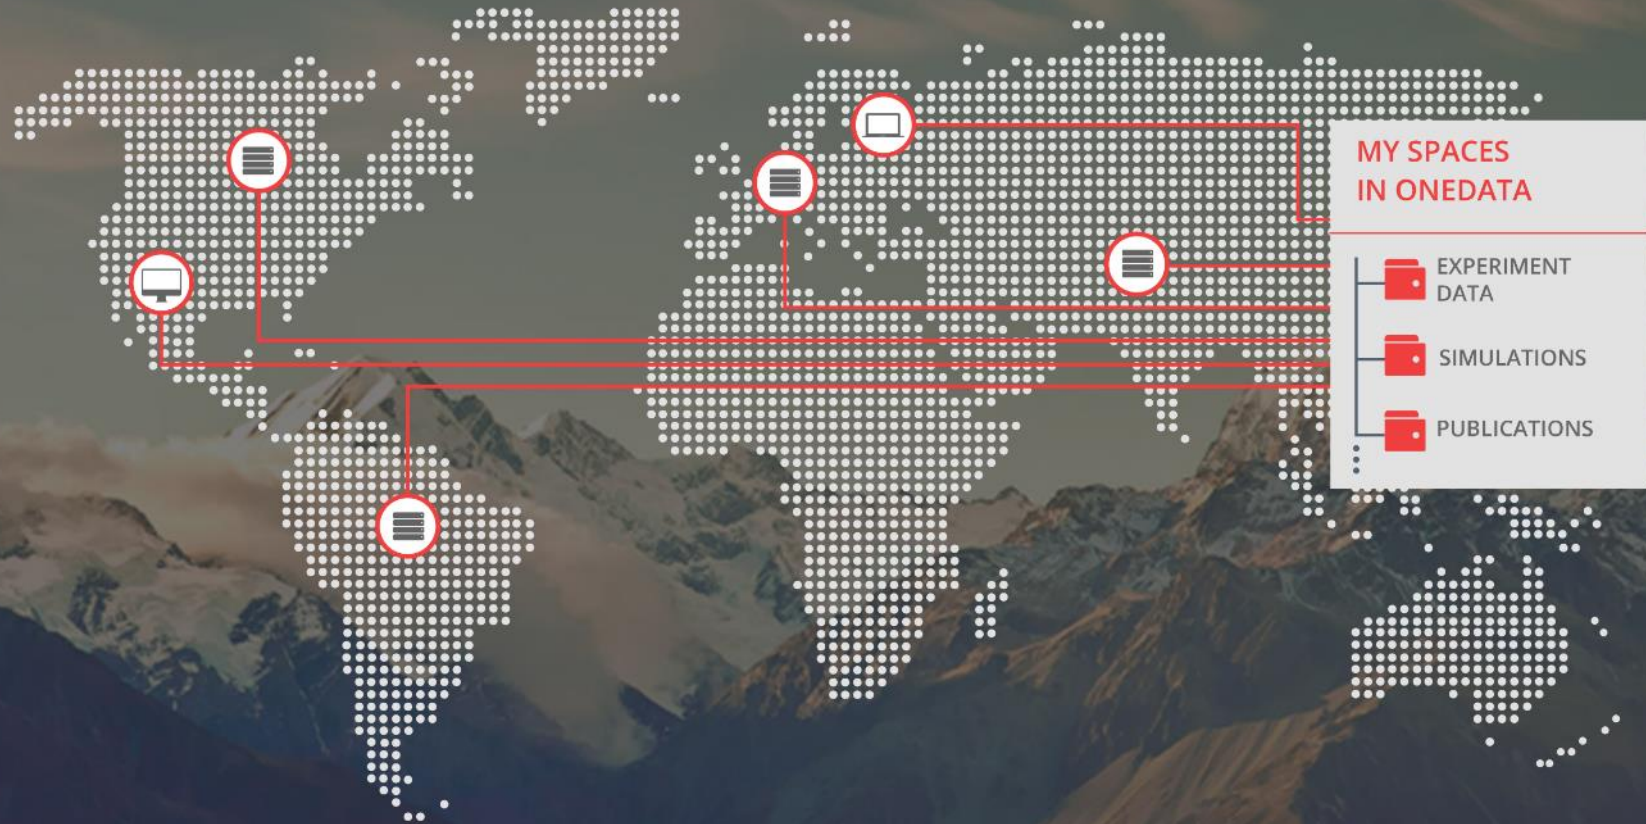 MY SPACES
IN ONEDATA
EXPERIMENT
DATA
SIMULATIONS
PUBLICATIONS